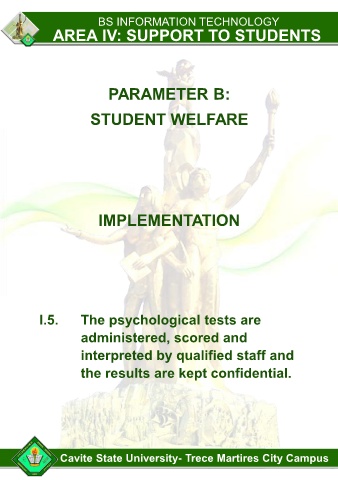 BS INFORMATION TECHNOLOGY
AREA IV: SUPPORT TO STUDENTS
PARAMETER B:
STUDENT WELFARE
IMPLEMENTATION
I.5. The psychological tests are
administered, scored and
interpreted by qualified staff and
the results are kept confidential.
Cavite State University- Trece Martires City Campus